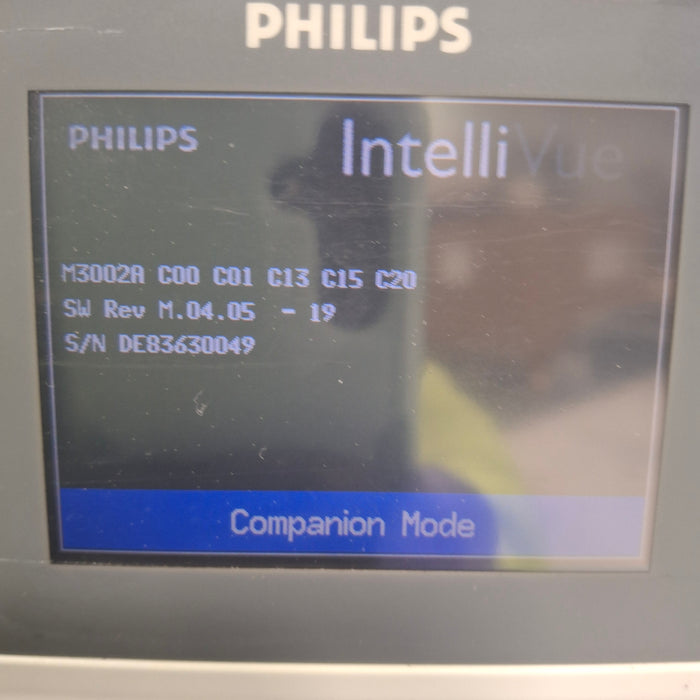 PHILIPS
PHILIPS
IntelliVue
M3002A C00 C01 C13 C15 C20
SW Rev M.04.05 - 19
S/N DE83630049
Companion Mode